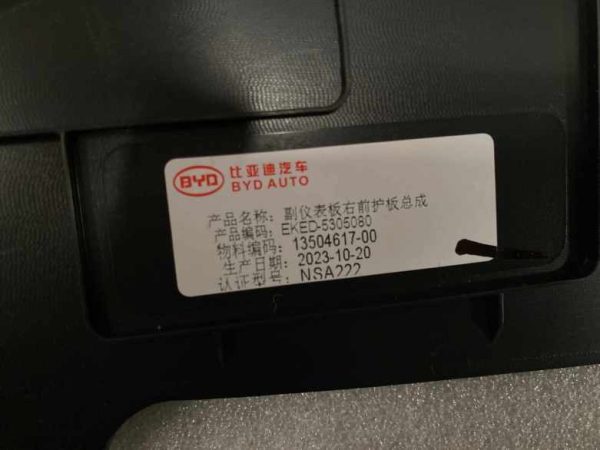 BYD
比亚迪汽车
BYD AUTO
产品名称: 副仪表板右前护板总成
产品编码: EKED-5305080
物料编码: 13504617-00
生产日期: 2023-10-20
认证型号: NSA222